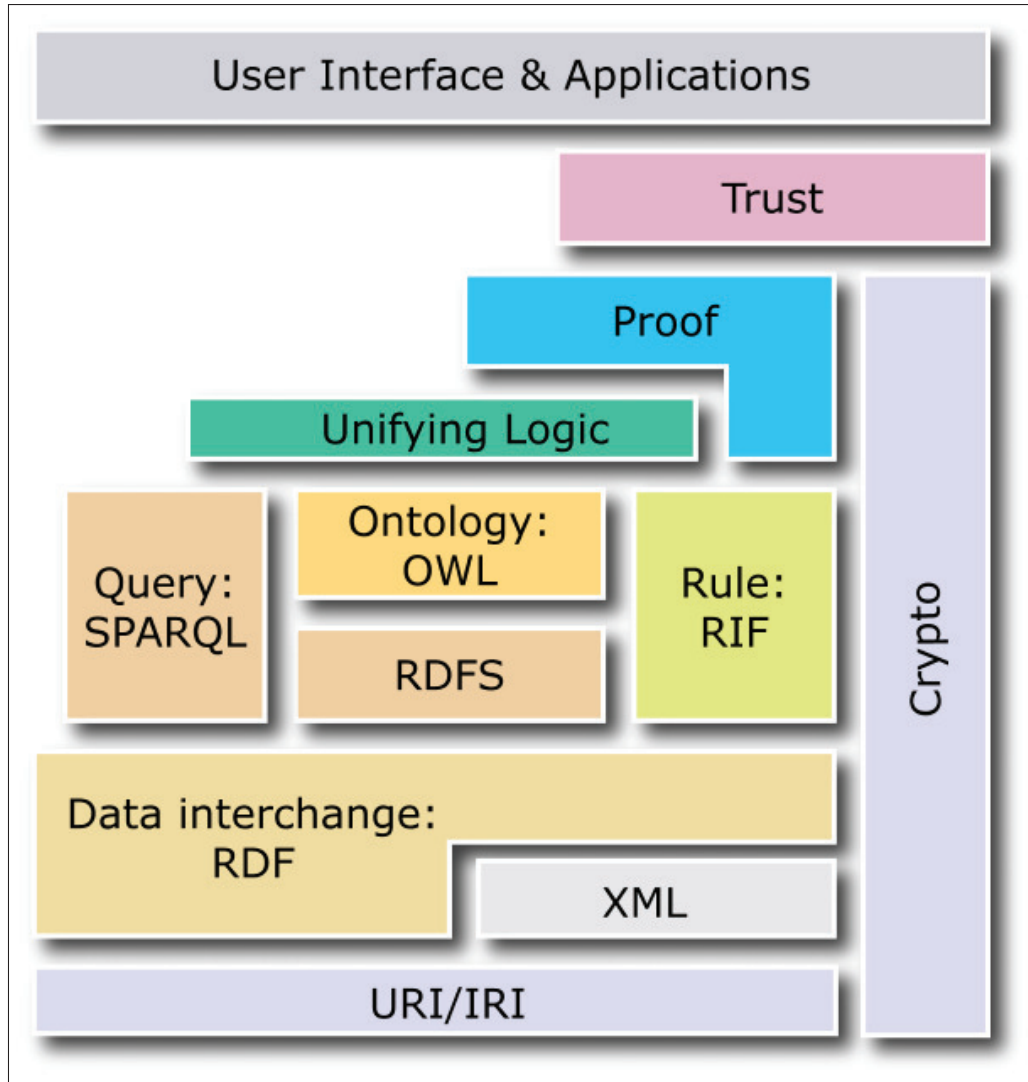 User Interface & Applications
Trust
Proof
Unifying Logic
Query:
SPARQL
Ontology:
OWL
RDFS
Rule:
RIF
Crypto
Data interchange:
RDF
XML
URI/IRI